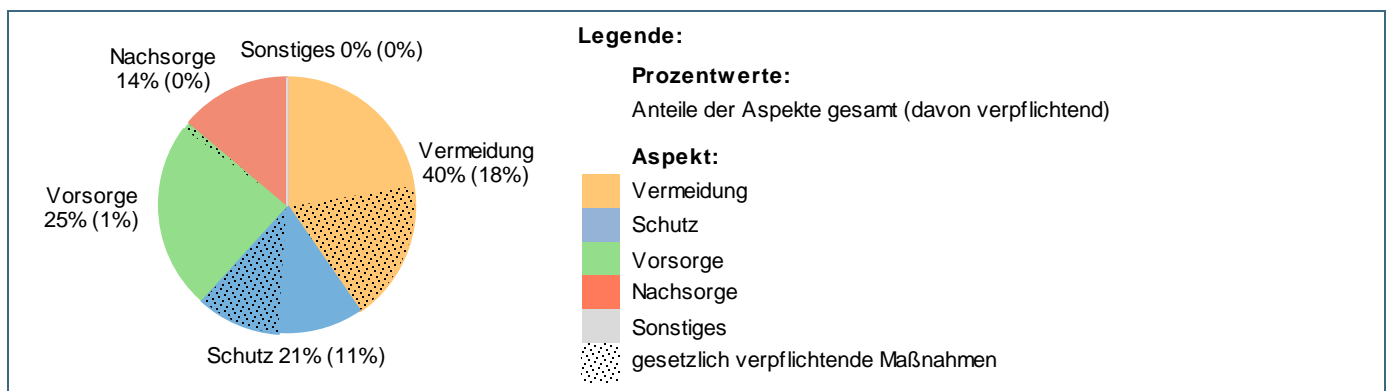 Sonstiges 0% (0%)
Nachsorge
14% (0%)
Vermeidung
40% (18%)
Vorsorge
25% (1%)
Schutz 21% (11%)
Legende:
Prozentwerte:
Anteile der Aspekte gesamt (davon verpflichtend)
Aspekt:
Vermeidung
Schutz
Vorsorge
Nachsorge
Sonstiges
gesetzlich verpflichtende Maßnahmen